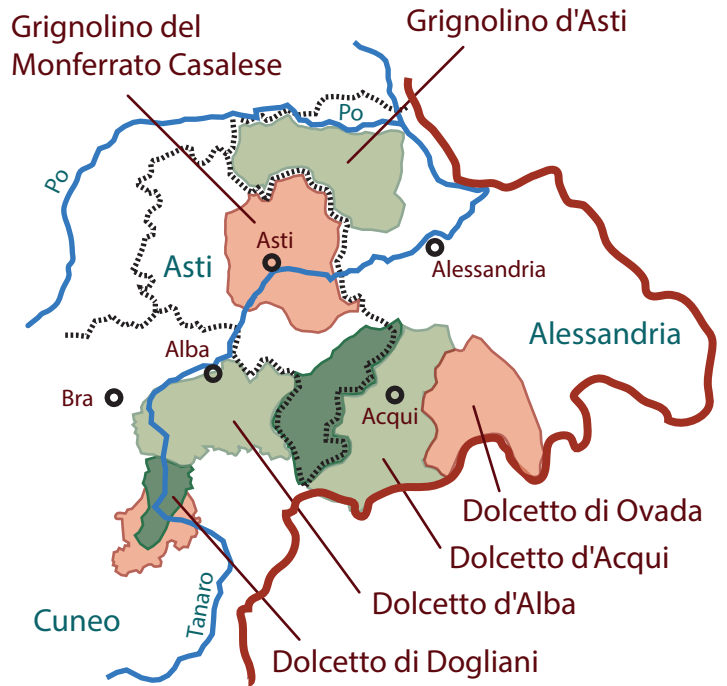 Grignolino del
Monferrato Casalese
Grignolino d'Asti
Po
Po
Asti
Asti
Alessandria
Alessandria
Alba
Bra
Acqui
Dolcetto di Ovada
Dolcetto d'Acqui
Dolcetto d'Alba
Dolcetto di Dogliani
Cuneo
Tanaro